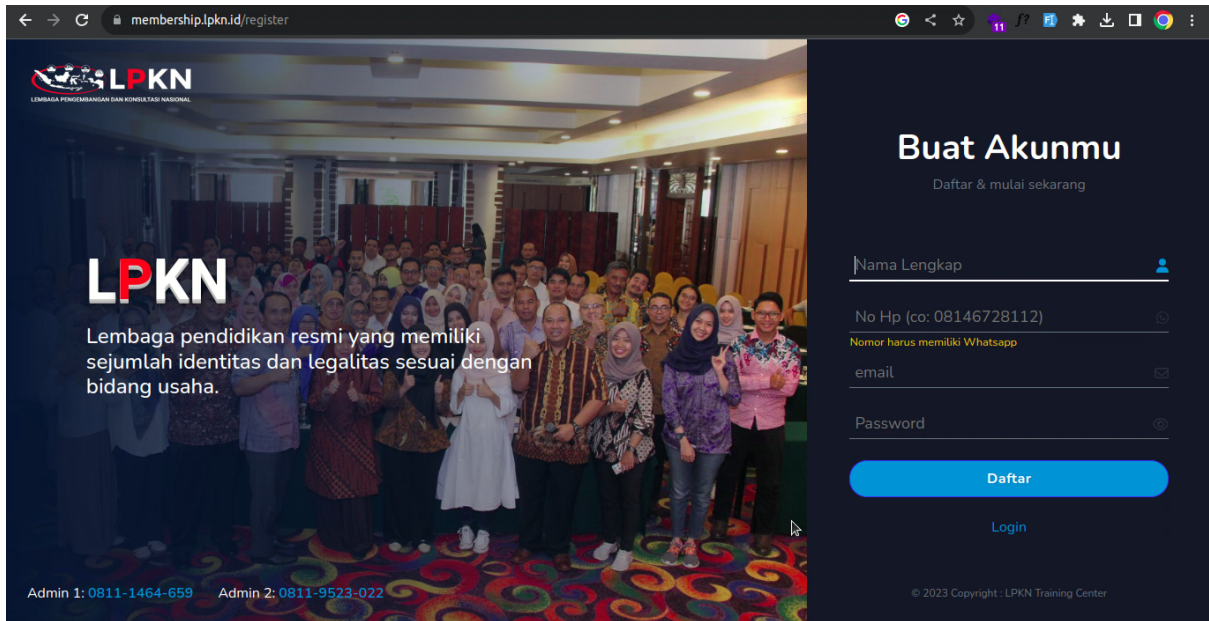 membership.lpkn.id/register
11
LPKN
LEMBAGA PENGEMBANGAN DAN KONSULTASI NASIONAL
LPKN
Lembaga pendidikan resmi yang memiliki
sejumlah identitas dan legalitas sesuai dengan
bidang usaha.
Admin 1: 0811-1464-659 Admin 2: 0811-9523-022
Buat Akunmu
Daftar & mulai sekarang
Nama Lengkap
No Hp (co: 08146728112)
Nomor harus memiliki Whatsapp
email
Password
Daftar
Login
© 2023 Copyright : LPKN Training Center